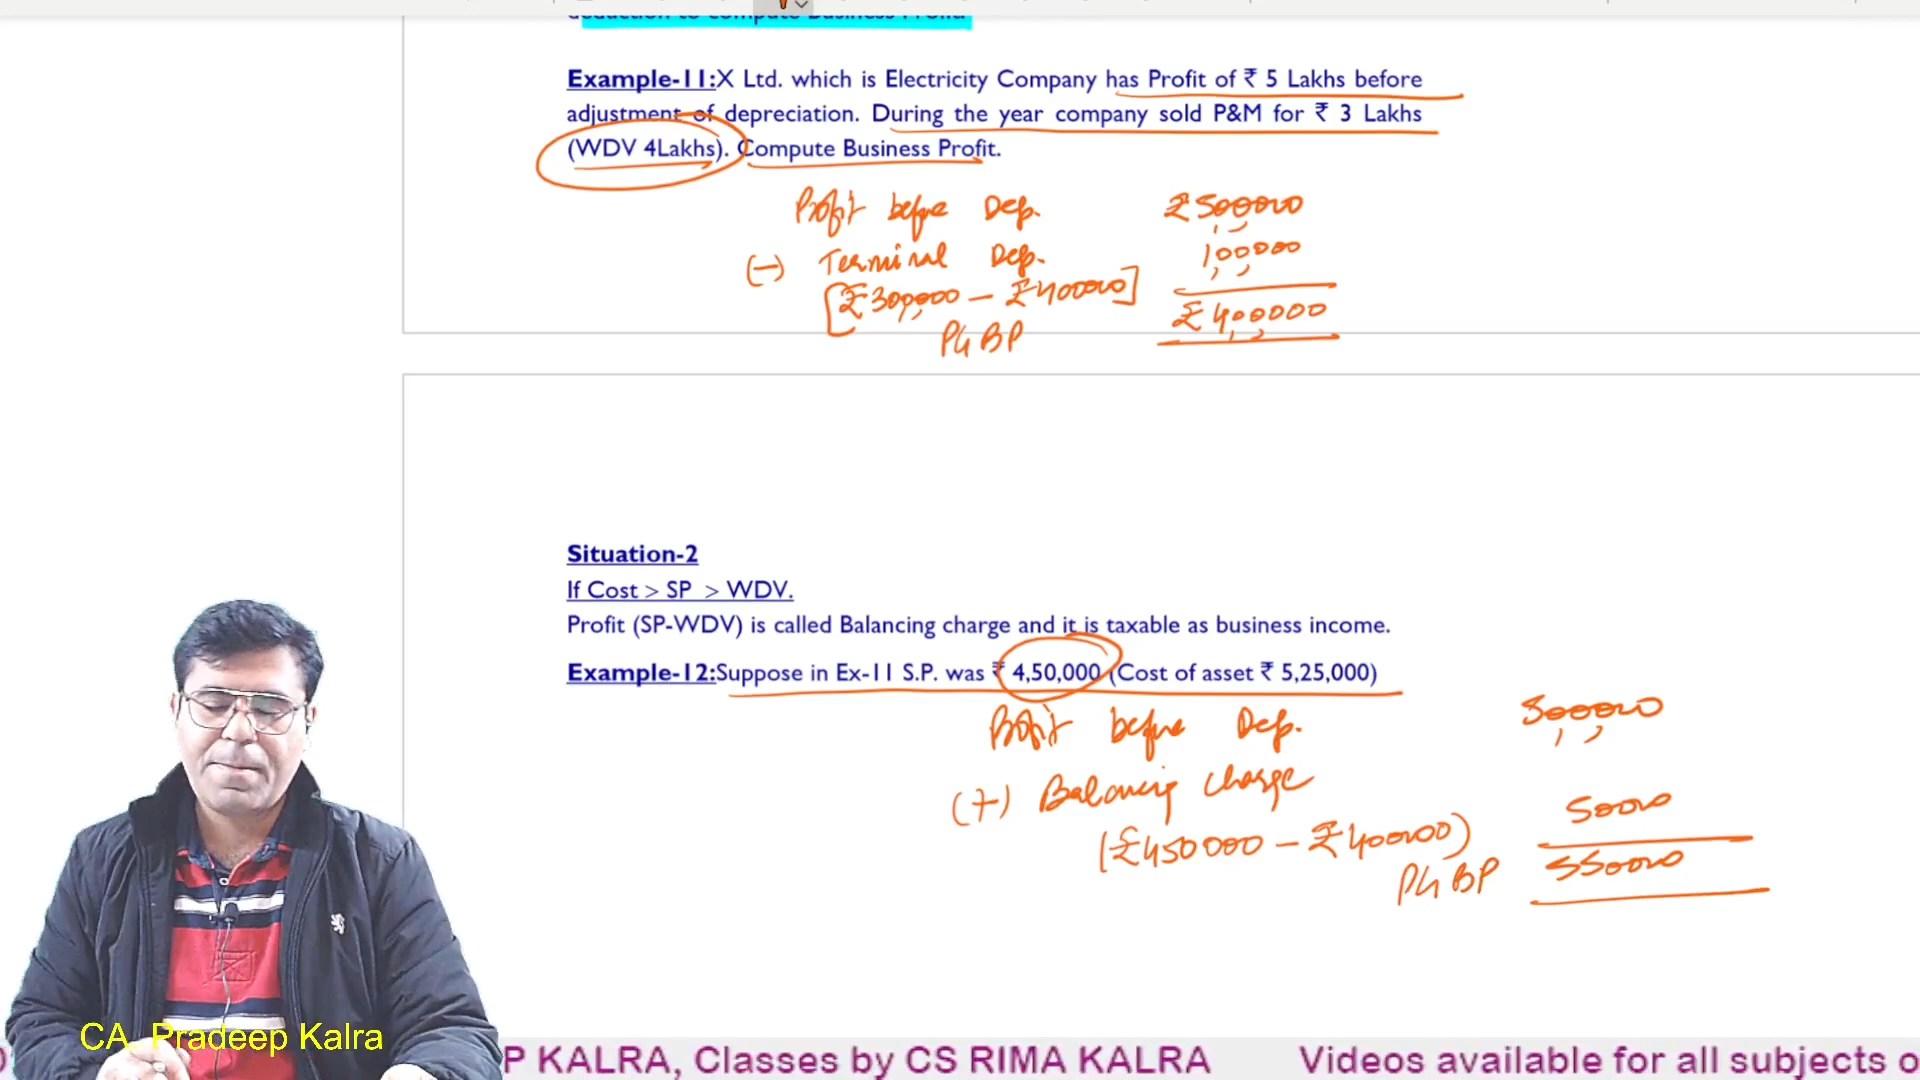 deduction to compute Business Profit
Example-11:X Ltd. which is Electricity Company has Profit of ₹ 5 Lakhs before
adjustment of depreciation. During the year company sold P&M for ₹ 3 Lakhs
(WDV 4Lakhs). Compute Business Profit.
Profit before Dep. ₹500000
(-) Terminal Dep. 100000
[₹300000 - ₹400000]
PGBP ₹400000
Situation-2
If Cost > SP > WDV.
Profit (SP-WDV) is called Balancing charge and it is taxable as business income.
Example-12:Suppose in Ex-11 S.P. was ₹ 4,50,000 (Cost of asset ₹ 5,25,000)
Profit before Dep. 500000
(+) Balancing charge 50000
(₹450000 - ₹400000)
PGBP 550000
CA. Pradeep Kalra
P KALRA, Classes by CS RIMA KALRA Videos available for all subjects o